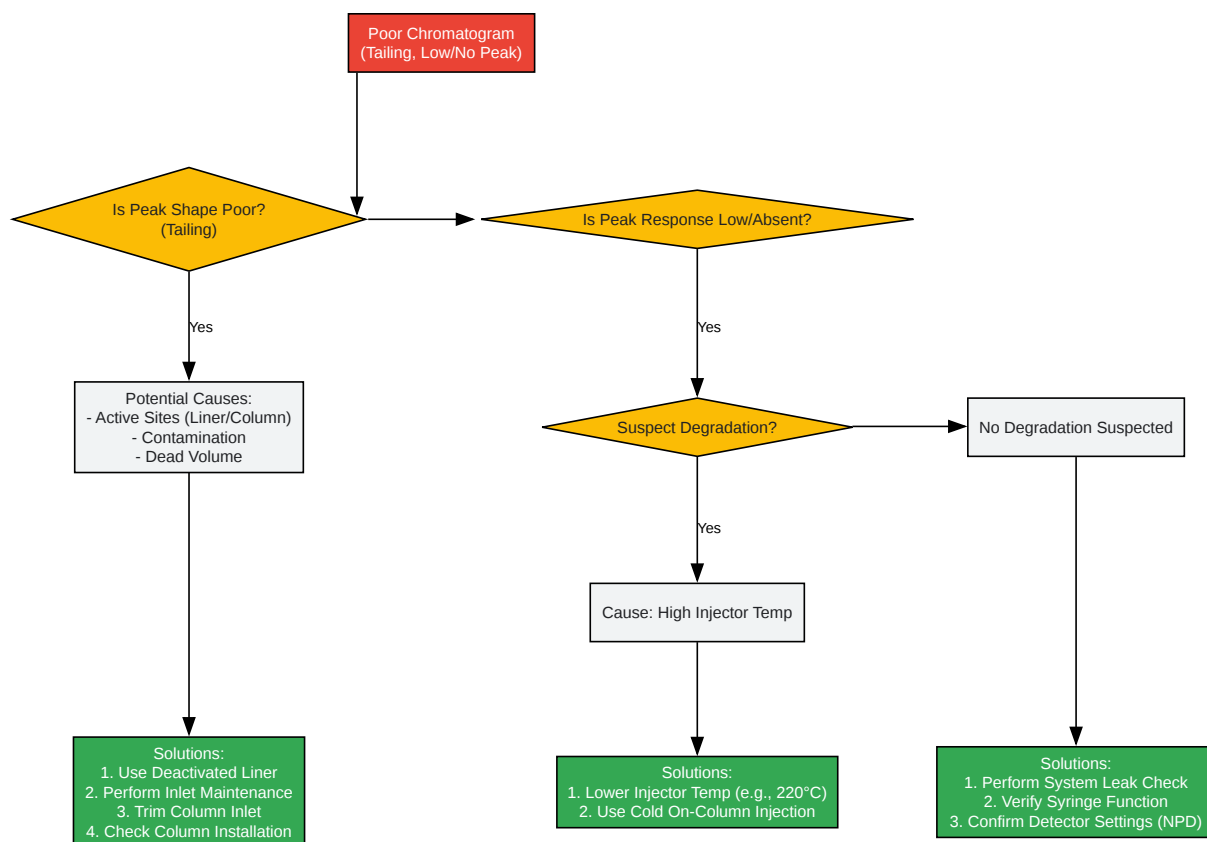 Poor Chromatogram
(Tailing, Low/No Peak)
Is Peak Shape Poor?
(Tailing)
Is Peak Response Low/Absent?
Yes
Yes
Potential Causes:
- Active Sites (Liner/Column)
- Contamination
- Dead Volume
Suspect Degradation?
No Degradation Suspected
Yes
Cause: High Injector Temp
Solutions:
1. Use Deactivated Liner
2. Perform Inlet Maintenance
3. Trim Column Inlet
4. Check Column Installation
Solutions:
1. Lower Injector Temp (e.g., 220°C)
2. Use Cold On-Column Injection
Solutions:
1. Perform System Leak Check
2. Verify Syringe Function
3. Confirm Detector Settings (NPD)